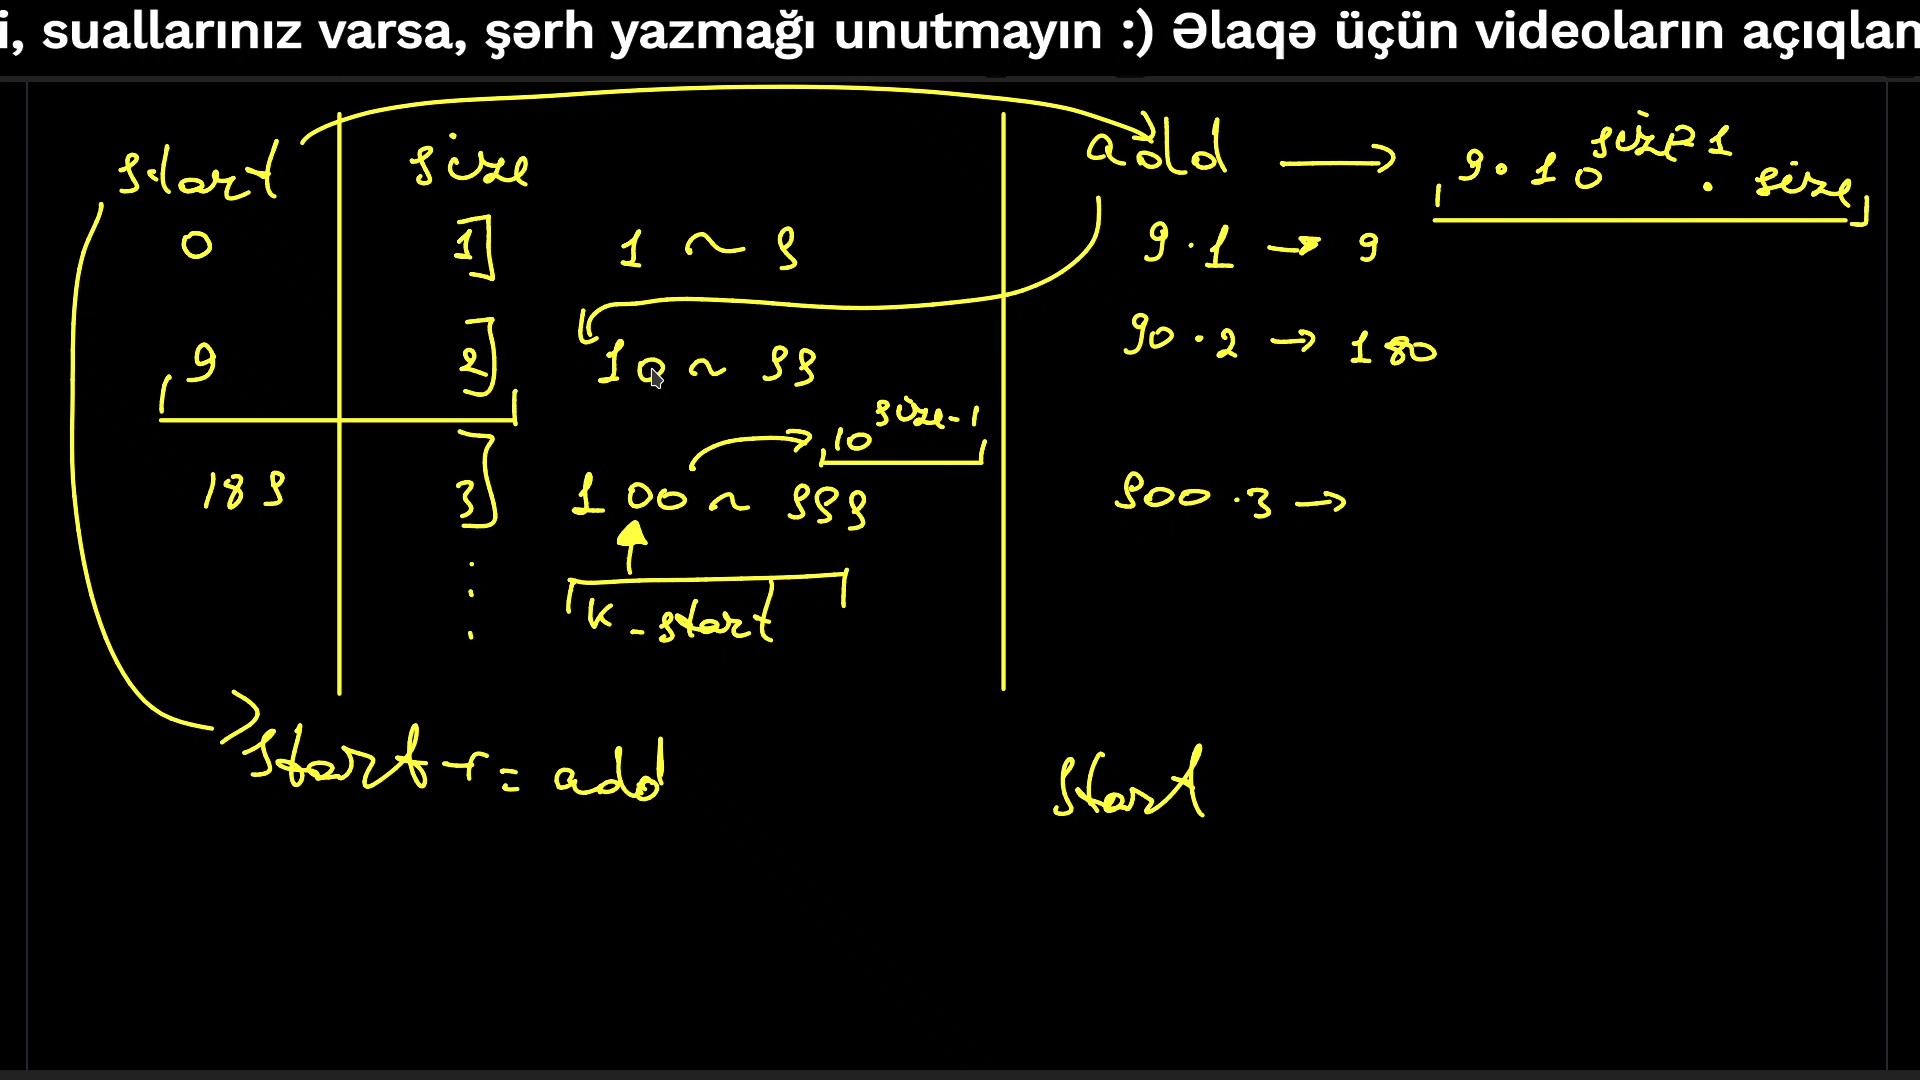 i, suallarınız varsa, şərh yazmağı unutmayın :) Əlaqə üçün videoların açıqlan
start size add → 9 · 10^size-1 · size
0 1] 1 ~ 9 9 · 1 → 9
9 2] 10 ~ 99 90 · 2 → 180
10^size-1
189 3] 100 ~ 999 900 · 3 →
k - start
start += add start